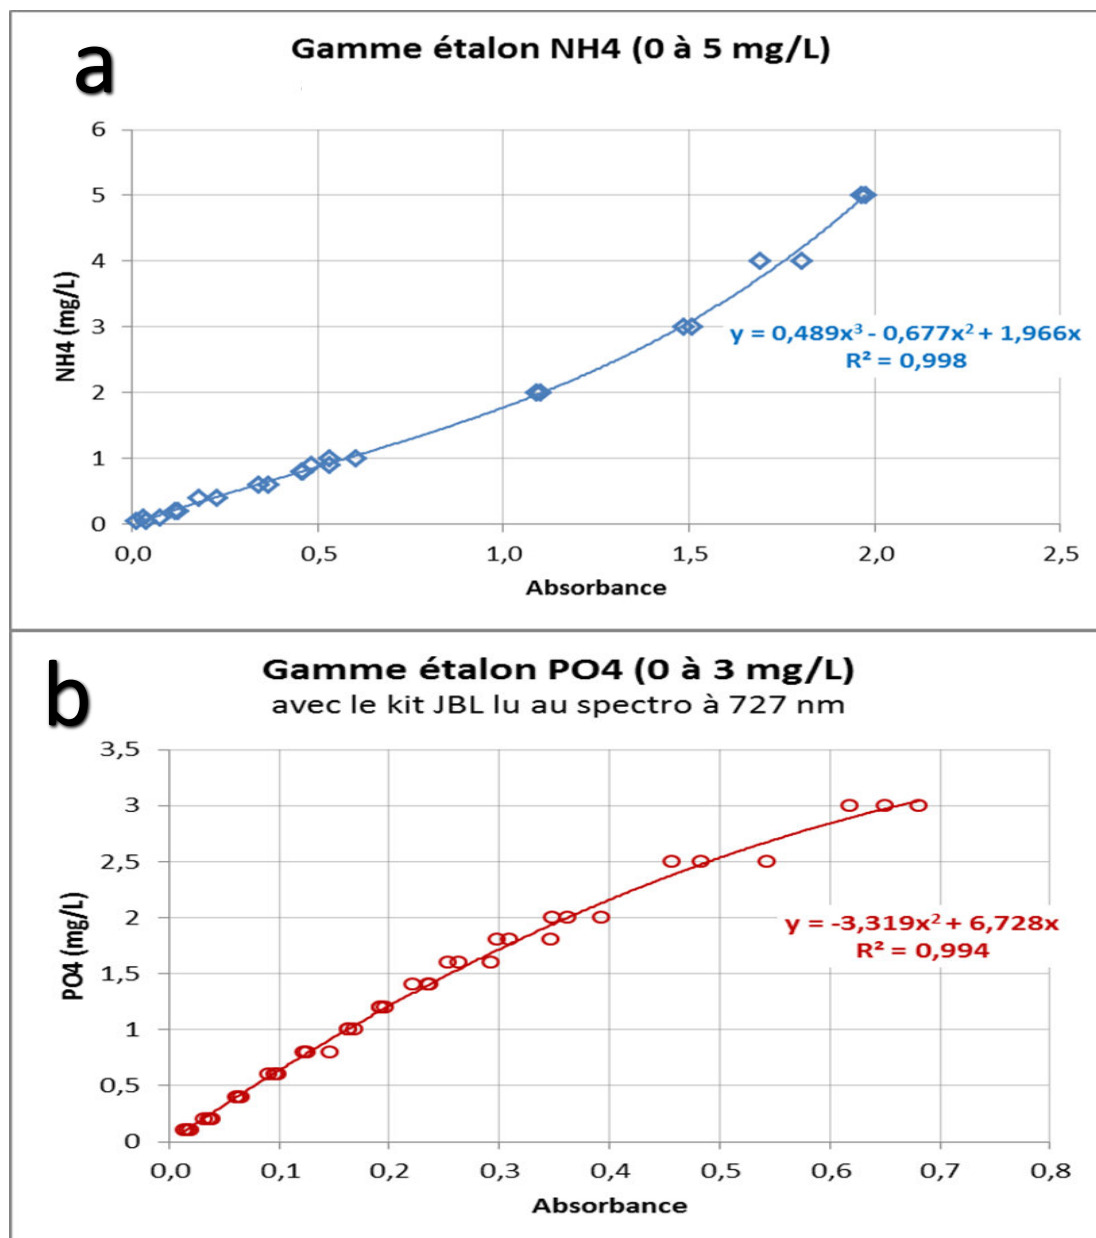 a
Gamme étalon NH4 (0 à 5 mg/L)
6
5
4
3
2
1
0
NH4 (mg/L)
y = 0,489x³ - 0,677x² + 1,966x
R² = 0,998
0,0 0,5 1,0 1,5 2,0 2,5
Absorbance
b
Gamme étalon PO4 (0 à 3 mg/L)
avec le kit JBL lu au spectro à 727 nm
3,5
3
2,5
2
1,5
1
0,5
0
PO4 (mg/L)
y = -3,319x² + 6,728x
R² = 0,994
0,0 0,1 0,2 0,3 0,4 0,5 0,6 0,7 0,8
Absorbance